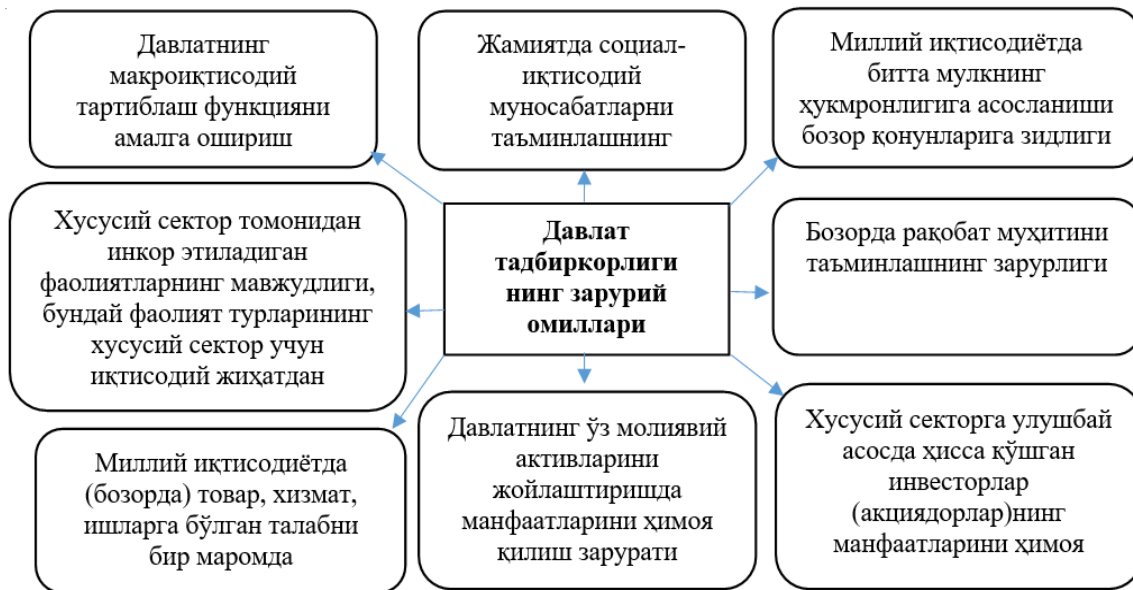 Давлатнинг
макроиқтисодий
тартиблаш функцияни
амалга ошириш
Жамиятда социал-
иқтисодий
муносабатларни
таъминлашнинг
Миллий иқтисодиётда
битта мулкнинг
ҳукмронлигига асосланиши
бозор қонунларига зидлиги
Хусусий сектор томонидан
инкор этиладиган
фаолиятларнинг мавжудлиги,
бундай фаолият турларининг
хусусий сектор учун
иқтисодий жиҳатдан
Давлат
тадбиркорлиги
нинг зарурий
омиллари
Бозорда рақобат муҳитини
таъминлашнинг зарурлиги
Миллий иқтисодиётда
(бозорда) товар, хизмат,
ишларга бўлган талабни
бир маромда
Давлатнинг ўз молиявий
активларини
жойлаштиришда
манфаатларини ҳимоя
қилиш зарурати
Хусусий секторга улушбай
асосда ҳисса қўшган
инвесторлар
(акциядорлар)нинг
манфаатларини ҳимоя